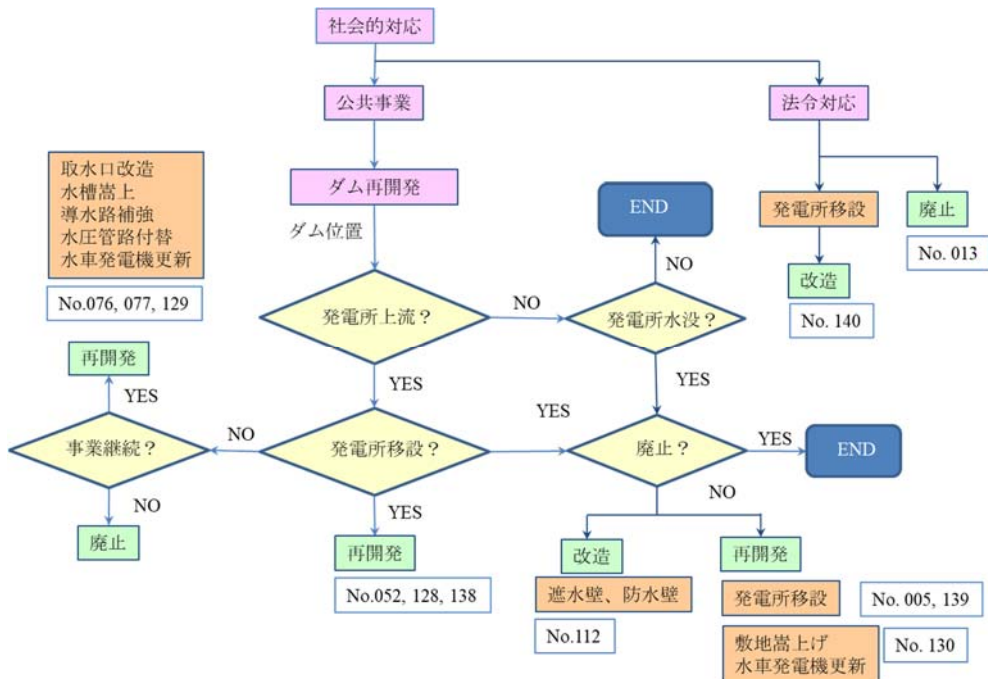 社会的対応
公共事業
法令対応
取水口改造
水槽嵩上
導水路補強
水圧管路付替
水車発電機更新
No.076, 077, 129
ダム再開発
ダム位置
END
発電所移設
廃止
No. 013
改造
No. 140
NO
発電所上流？
NO
発電所水没？
再開発
YES
YES
YES
YES
事業継続？
NO
発電所移設？
廃止？
YES
END
NO
YES
NO
廃止
再開発
No.052, 128, 138
改造
遮水壁、防水壁
No.112
再開発
発電所移設
No. 005, 139
敷地嵩上げ
水車発電機更新
No. 130